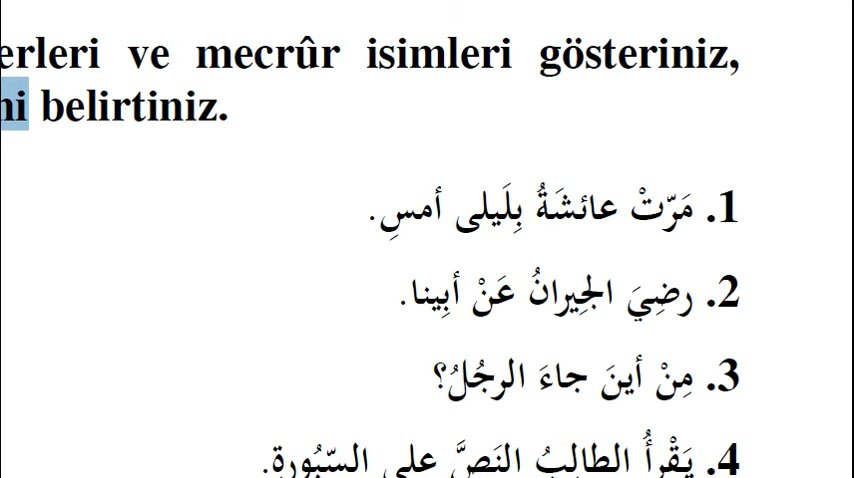 erleri ve mecrûr isimleri gösteriniz,
ni belirtiniz.
1. مَرّتْ عائشَةُ بِلَيلى أمسِ.
2. رضِيَ الجِيرانُ عَنْ أبِينا.
3. مِنْ أينَ جاءَ الرجُلُ؟
4. يَقْرأُ الطالِبُ النَصَّ على السّبُورةِ.